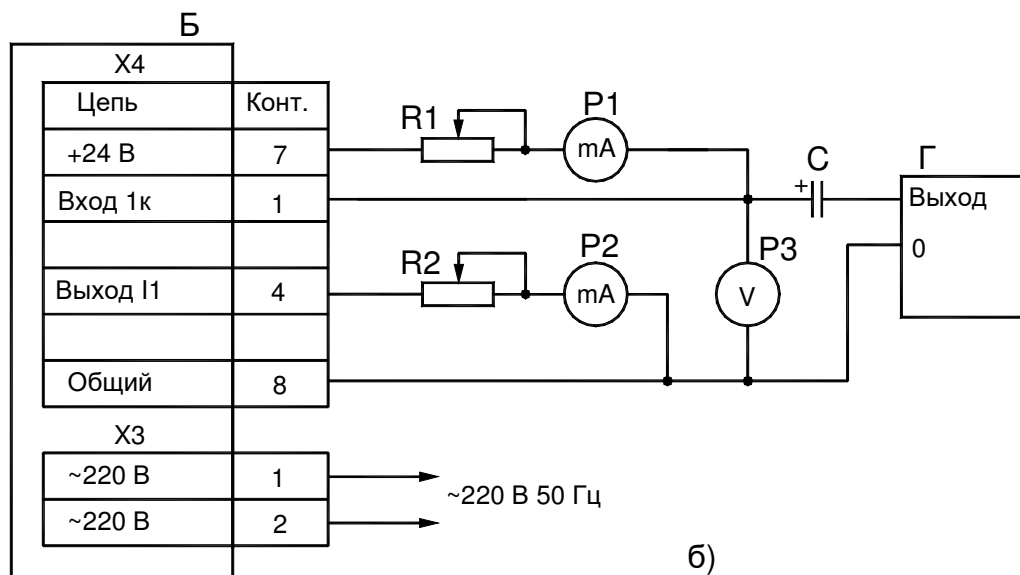 Б
X4
Цепь Конт.
+24 В 7
Вход 1к 1
Выход I1 4
Общий 8
X3
~220 В 1
~220 В 2
R1
P1
mA
R2
P2
mA
P3
V
C
+
Г
Выход
0
~220 В 50 Гц
б)